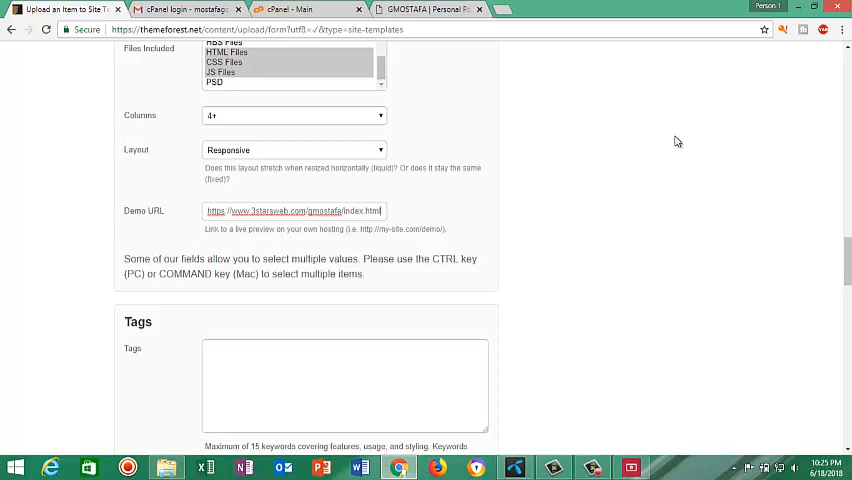 Upload an Item to Site Te
cPanel login - mostafago
cPanel - Main
GMOSTAFA | Personal Po
Person 1
Secure
https://themeforest.net/content/upload/form?utf8=✓&type=site-templates
Files Included
HBS Files
HTML Files
CSS Files
JS Files
PSD
Columns
4+
Layout
Responsive
Does this layout stretch when resized horizontally (liquid)? Or does it stay the same
(fixed)?
Demo URL
https://www.3starsweb.com/gmostafa/index.html
Link to a live preview on your own hosting (i.e. http://my-site.com/demo/).
Some of our fields allow you to select multiple values. Please use the CTRL key
(PC) or COMMAND key (Mac) to select multiple items.
Tags
Tags
Maximum of 15 keywords covering features, usage, and styling. Keywords
10:25 PM
6/18/2018